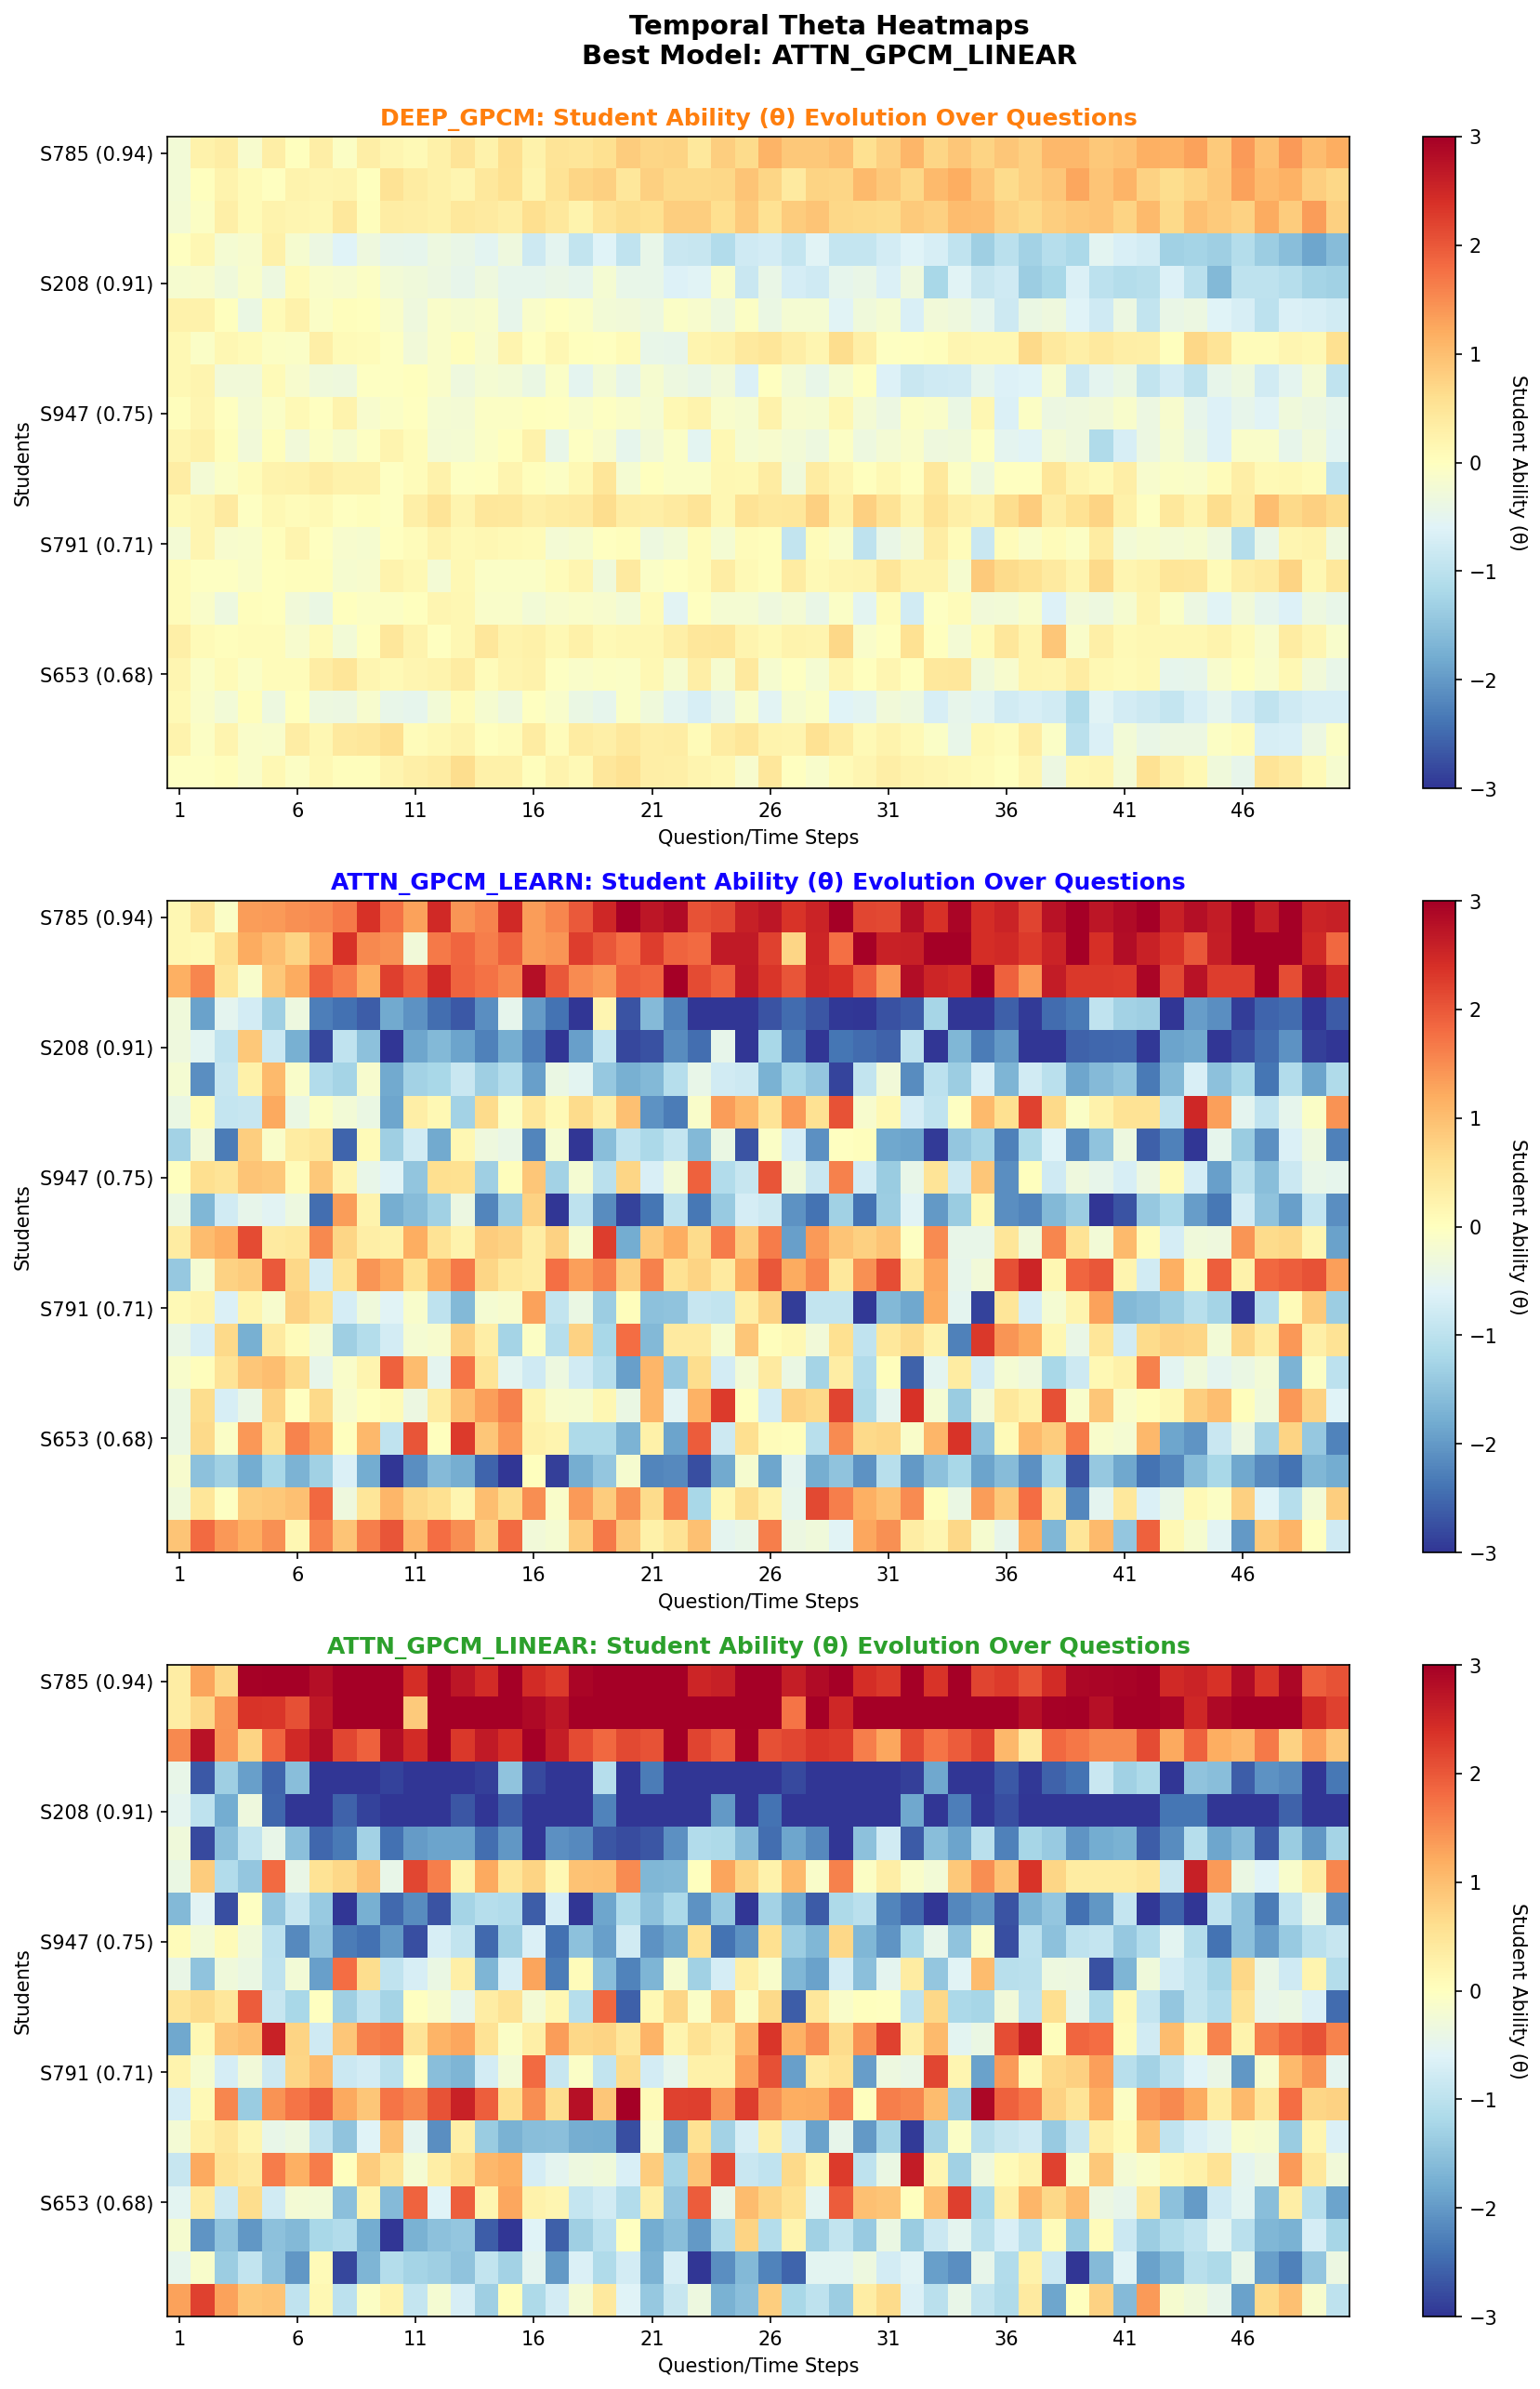 Temporal Theta Heatmaps
Best Model: ATTN_GPCM_LINEAR
DEEP_GPCM: Student Ability (θ) Evolution Over Questions
S785 (0.94)
S208 (0.91)
S947 (0.75)
S791 (0.71)
S653 (0.68)
Students
1 6 11 16 21 26 31 36 41 46
Question/Time Steps
3
2
1
0
−1
−2
−3
Student Ability (θ)
ATTN_GPCM_LEARN: Student Ability (θ) Evolution Over Questions
S785 (0.94)
S208 (0.91)
S947 (0.75)
S791 (0.71)
S653 (0.68)
Students
1 6 11 16 21 26 31 36 41 46
Question/Time Steps
3
2
1
0
−1
−2
−3
Student Ability (θ)
ATTN_GPCM_LINEAR: Student Ability (θ) Evolution Over Questions
S785 (0.94)
S208 (0.91)
S947 (0.75)
S791 (0.71)
S653 (0.68)
Students
1 6 11 16 21 26 31 36 41 46
Question/Time Steps
3
2
1
0
−1
−2
−3
Student Ability (θ)